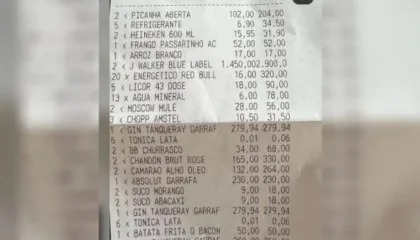 2 < PICANHA ABERTA 102,00 204,00
5 < REFRIGERANTE 6,90 34,50
2 < HEINEKEN 600 ML 15,95 31,90
1 < FRANGO PASSARINHO AC 52,00 52,00
1 < ARROZ BRANCO 17,00 17,00
2 < J WALKER BLUE LABEL 1.450,00 2.900,0
20 x ENERGETICO RED BULL 16,00 320,00
5 < LICOR 43 DOSE 18,00 90,00
13 x AGUA MINERAL 6,00 78,00
2 < MOSCOW MULE 28,00 56,00
3 < CHOPP AMSTEL 10,50 31,50
1 < GIN TANQUERAY GARRAF 279,94 279,94
6 < TONICA LATA 0,01 0,06
2 < BB CHURRASCO 34,00 68,00
2 < CHANDON BRUT ROSE 165,00 330,00
2 < CAMARAO ALHO OLEO 132,00 264,00
1 < ABSOLUT GARRAFA 230,00 230,00
2 < SUCO MORANGO 9,00 18,00
2 < SUCO ABACAXI 9,00 18,00
1 < GIN TANQUERAY GARRAF 279,94 279,94
6 < TONICA LATA 0,01 0,06
1 < BATATA FRITA Q BACON 50,00 50,00